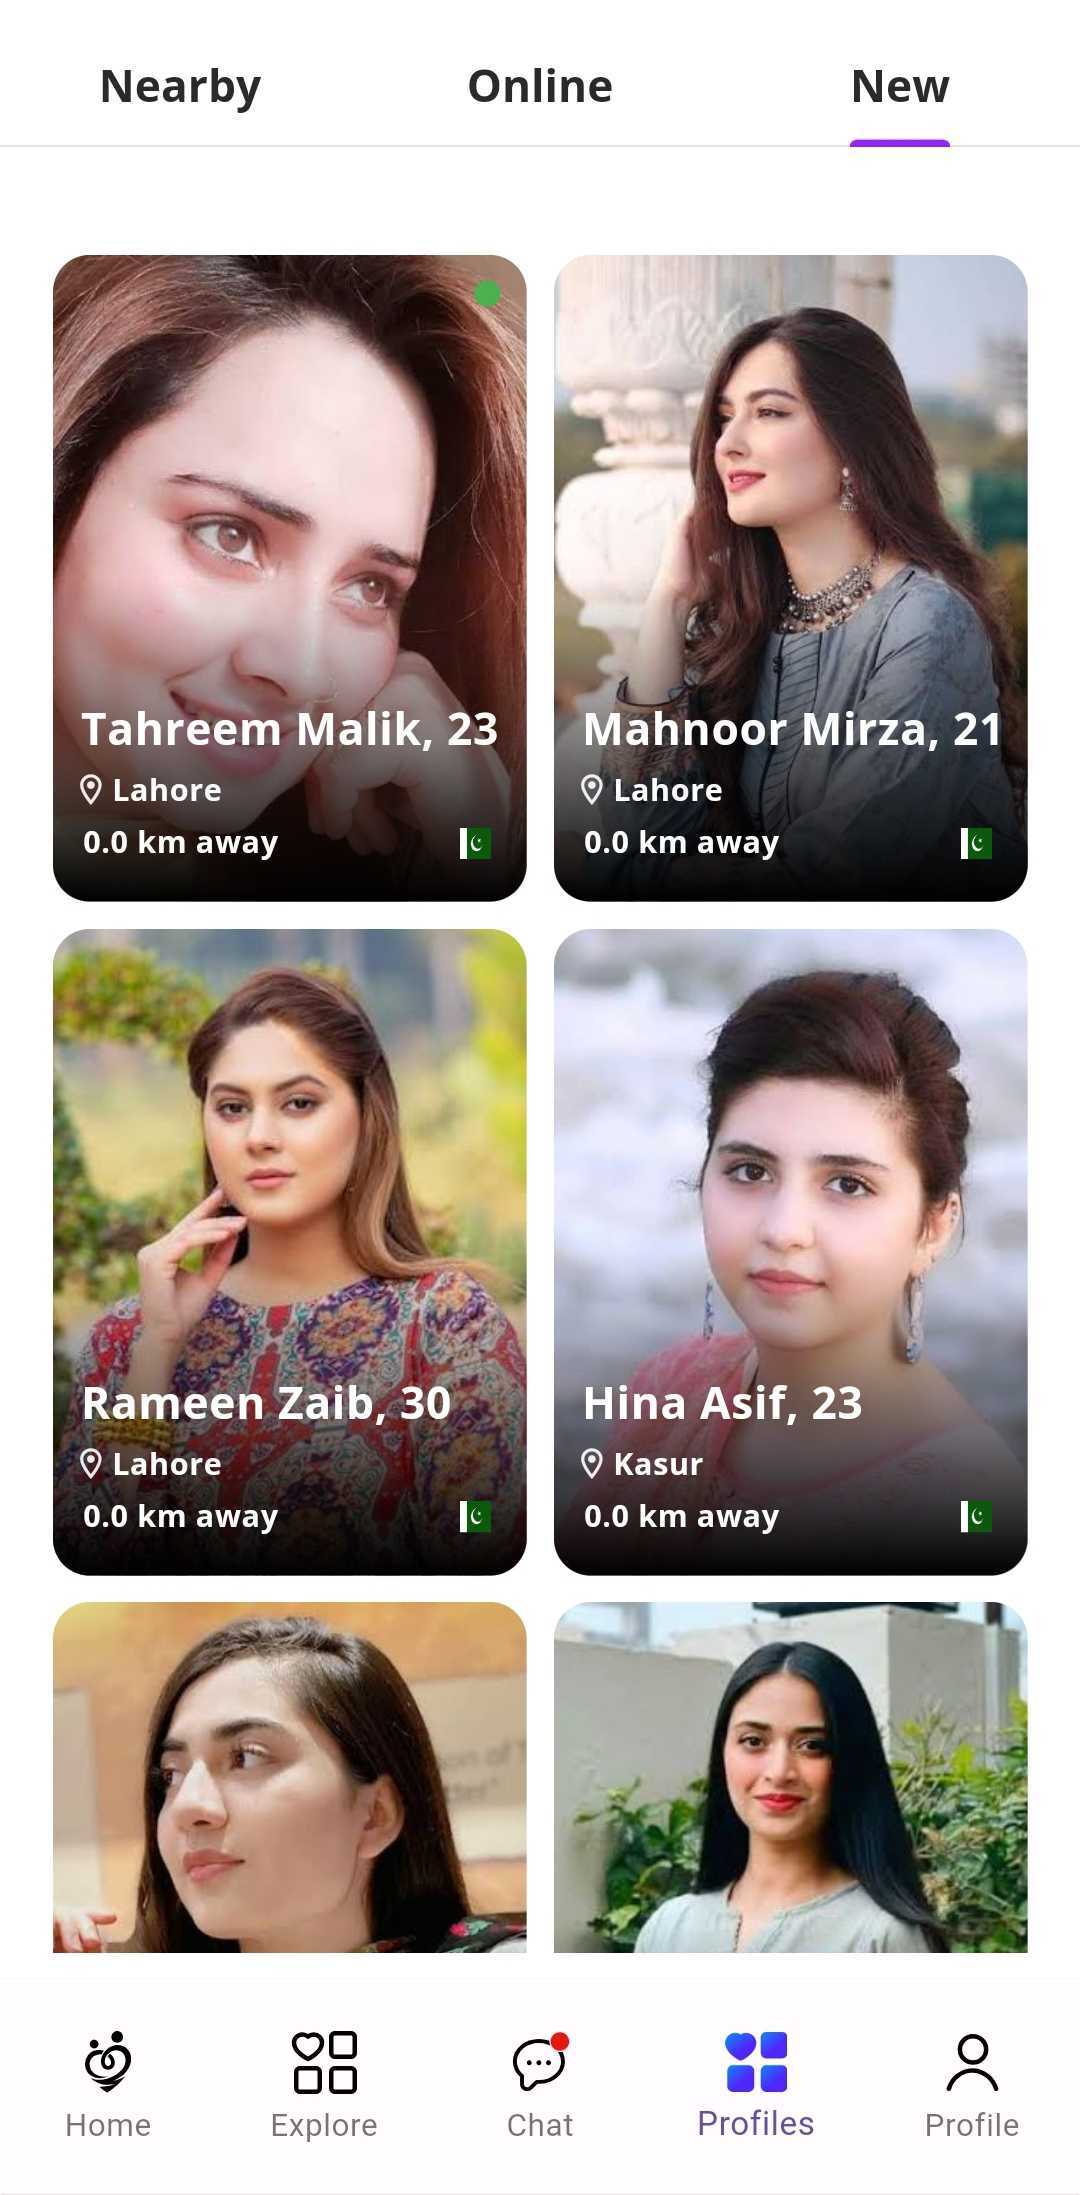 Nearby
Online
New
Tahreem Malik, 23
Lahore
0.0 km away
Mahnoor Mirza, 21
Lahore
0.0 km away
Rameen Zaib, 30
Lahore
0.0 km away
Hina Asif, 23
Kasur
0.0 km away
Home
Explore
Chat
Profiles
Profile